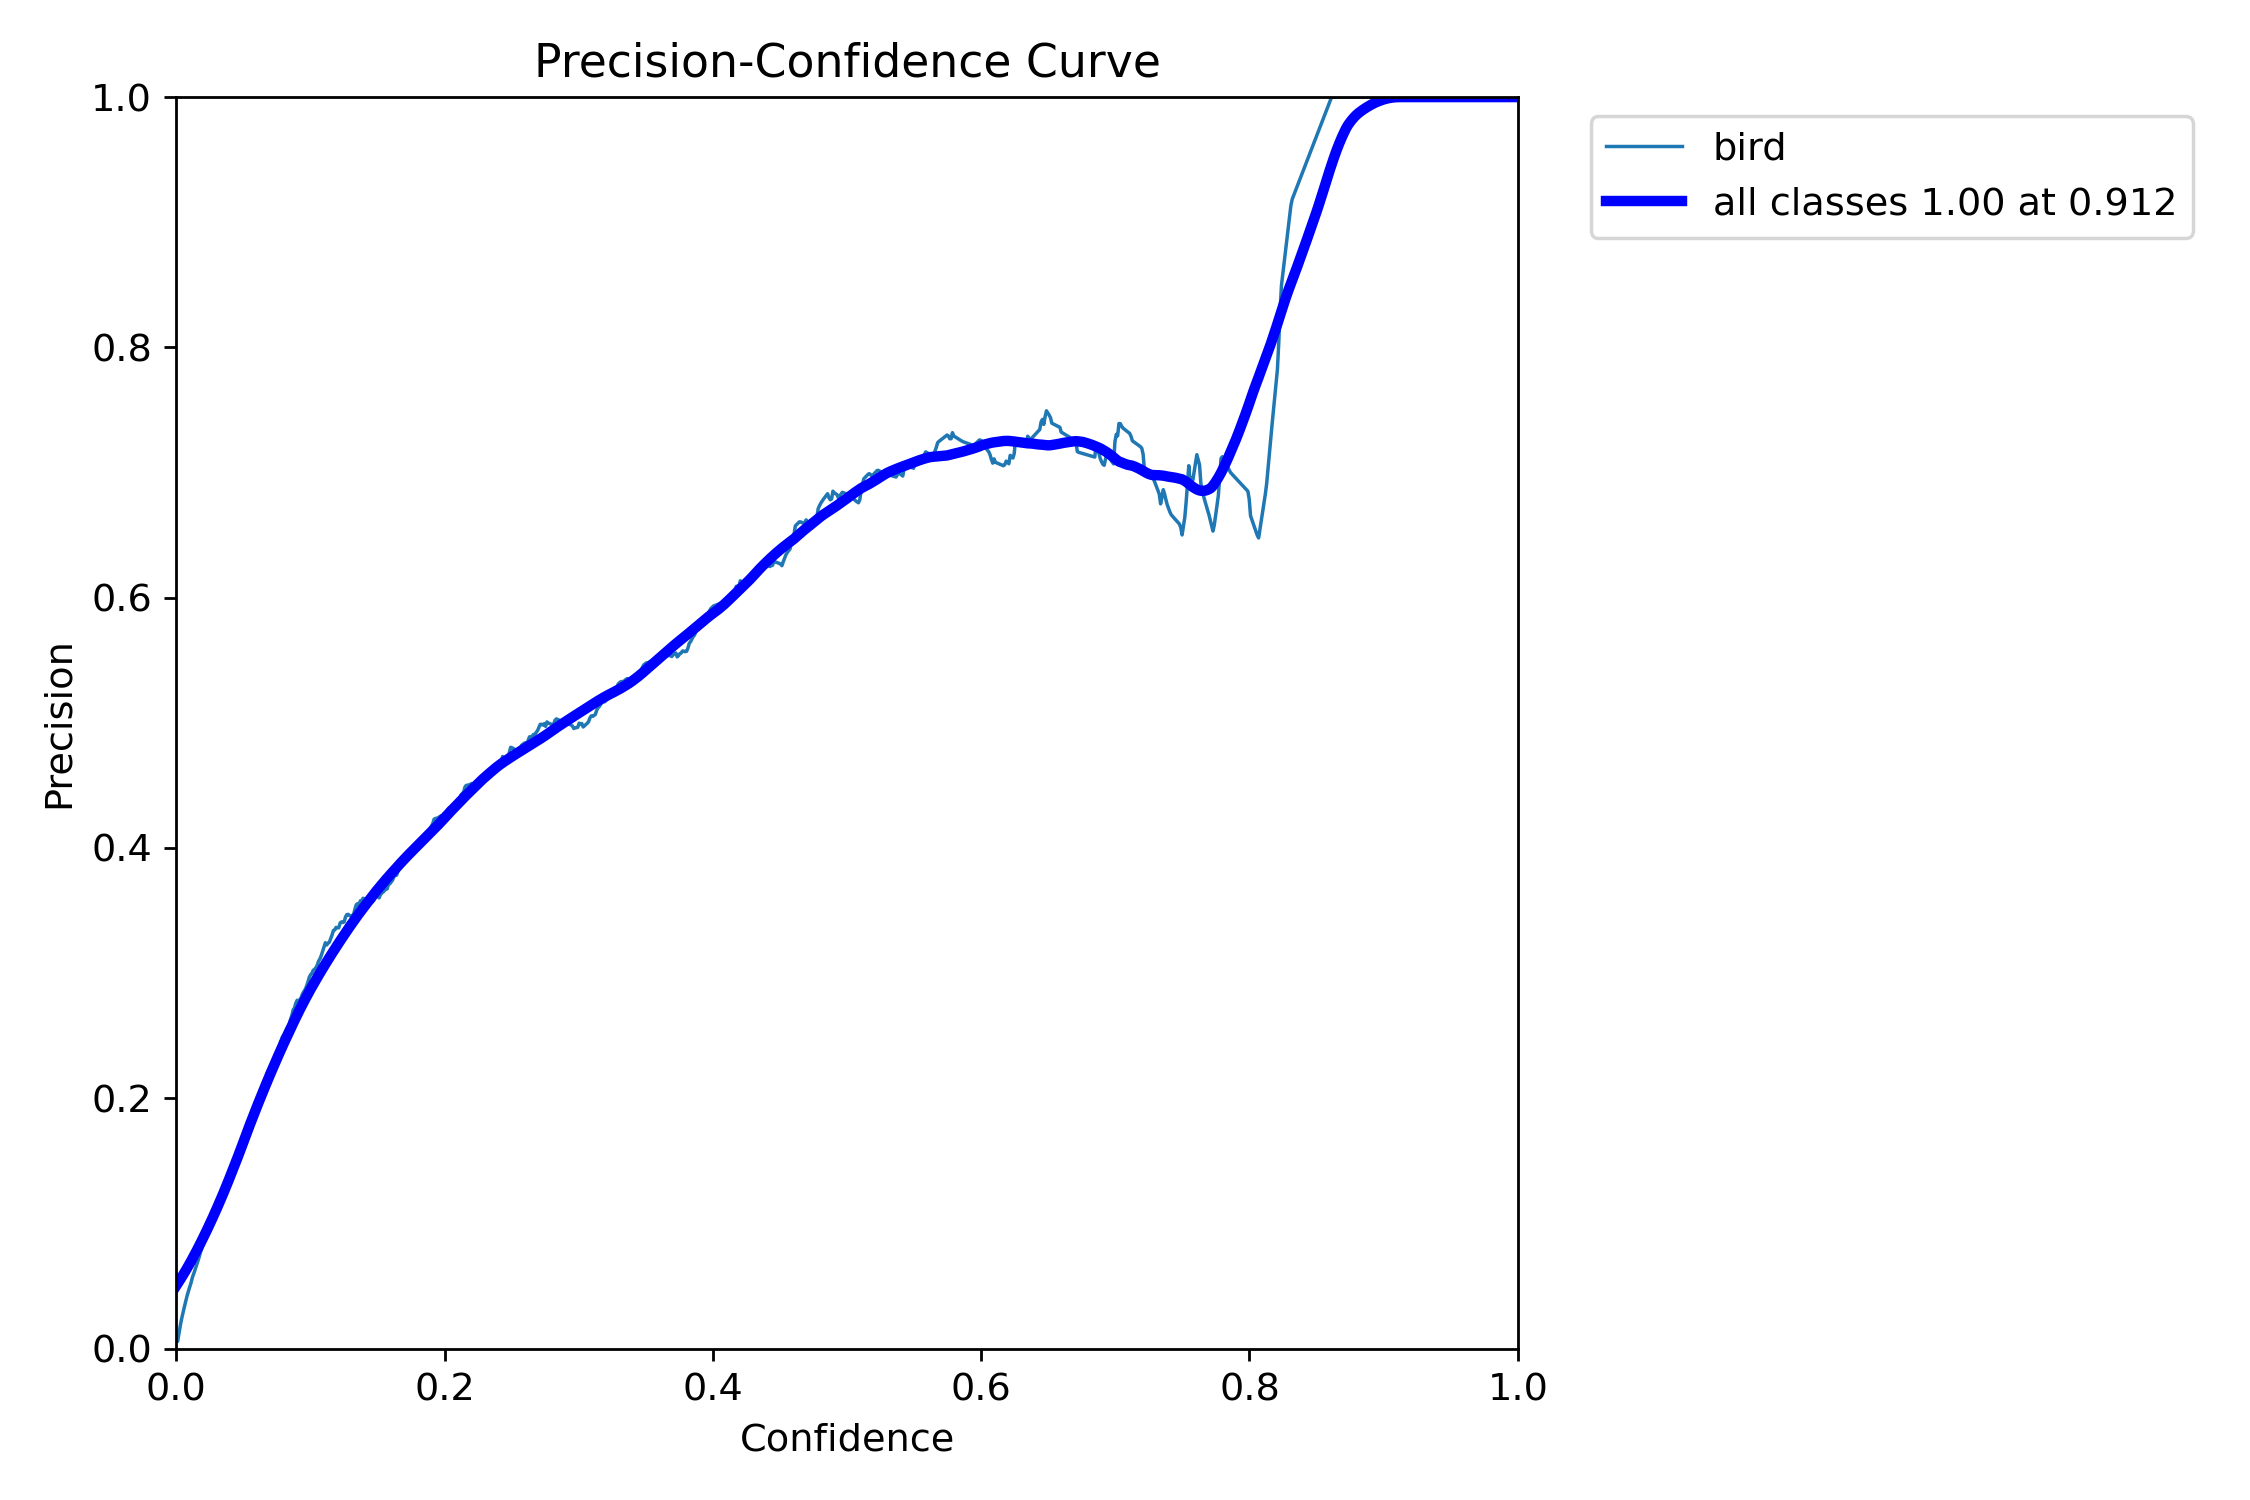 Precision-Confidence Curve
1.0
0.8
0.6
0.4
0.2
0.0
Precision
0.0 0.2 0.4 0.6 0.8 1.0
Confidence
bird
all classes 1.00 at 0.912